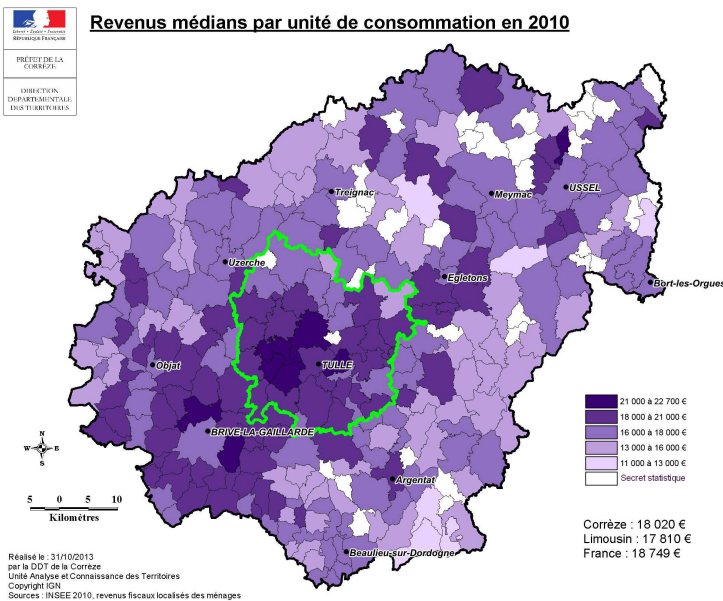 Revenus médians par unité de consommation en 2010
Liberté • Égalité • Fraternité
RÉPUBLIQUE FRANÇAISE
PRÉFET DE LA
CORRÈZE
DIRECTION
DEPARTEMENTALE
DES TERRITOIRES
Treignac
Meymac
USSEL
Uzerche
Egletons
Bort-les-Orgues
Objat
TULLE
BRIVE-LA-GAILLARDE
Argentat
Beaulieu-sur-Dordogne
N
W E
S
5 0 5 10
Kilomètres
21 000 à 22 700 €
18 000 à 21 000 €
16 000 à 18 000 €
13 000 à 16 000 €
11 000 à 13 000 €
Secret statistique
Corrèze : 18 020 €
Limousin : 17 810 €
France : 18 749 €
Réalisé le : 31/10/2013
par la DDT de la Corrèze
Unité Analyse et Connaissance des Territoires
Copyright IGN
Sources : INSEE 2010, revenus fiscaux localisés des ménages